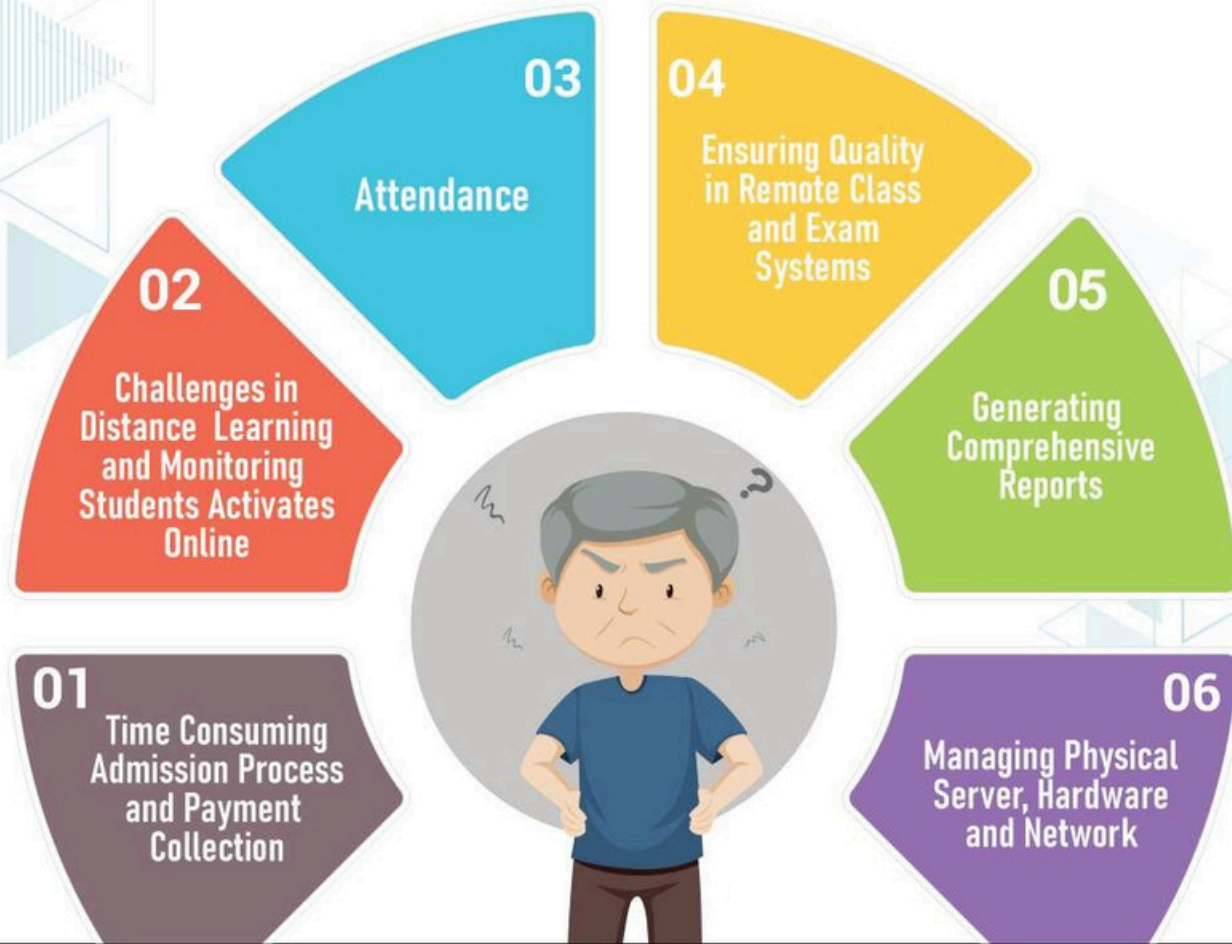 01
Time Consuming
Admission Process
and Payment
Collection
02
Challenges in
Distance Learning
and Monitoring
Students Activates
Online
03
Attendance
04
Ensuring Quality
in Remote Class
and Exam
Systems
05
Generating
Comprehensive
Reports
06
Managing Physical
Server, Hardware
and Network
?